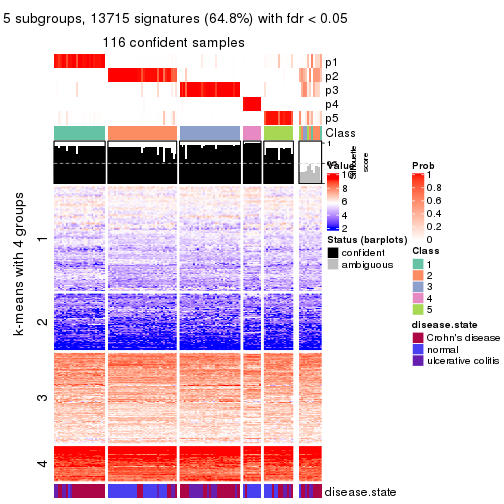 5 subgroups, 13715 signatures (64.8%) with fdr < 0.05
116 confident samples
p1
p2
p3
p4
p5
Class
1
Silhouette
score
k-means with 4 groups
1
2
3
4
disease.state
Value
10
8
6
4
2
Status (barplots)
confident
ambiguous
Prob
1
0.8
0.6
0.4
0.2
0
Class
1
2
3
4
5
disease.state
Crohn's disease
normal
ulcerative colitis